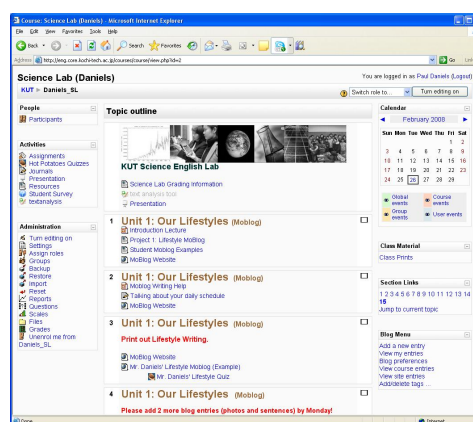 Course: Science Lab (Daniels) - Microsoft Internet Explorer
File Edit View Favorites Tools Help
Back Search Favorites
Address http://eng.core.kochi-tech.ac.jp/courses/course/view.php?id=2 Go
Science Lab (Daniels)
You are logged in as Paul Daniels (Logout)
KUT ► Daniels_SL
Switch role to...
Turn editing on
People
Participants
Activities
Assignments
Hot Potatoes Quizzes
Journals
Presentation
Resources
Student Survey
textanalysis
Administration
Turn editing on
Settings
Assign roles
Groups
Backup
Restore
Import
Reset
Reports
Questions
Scales
Files
Grades
Unenrol me from Daniels_SL
Topic outline
KUT Science English Lab
Science Lab Grading Information
text analysis tool
Presentation
1 Unit 1: Our Lifestyles (Moblog)
Introduction Lecture
Project 1: Lifestyle MoBlog
Student Moblog Examples
MoBlog Website
2 Unit 1: Our Lifestyles (Moblog)
Moblog Writing Help
Talking about your daily schedule
MoBlog Website
3 Unit 1: Our Lifestyles (Moblog)
Print out Lifestyle Writing.
MoBlog Website
Mr. Daniels' Lifestyle Moblog (Example)
Mr. Daniels' Lifestyle Quiz
4 Unit 1: Our Lifestyles (Moblog)
Please add 2 more blog entries (photos and sentences) by Monday!
Calendar
◄ February 2008 ►
Sun Mon Tue Wed Thu Fri Sat
1 2
3 4 5 6 7 8 9
10 11 12 13 14 15 16
17 18 19 20 21 22 23
24 25 26 27 28 29
Global events
Course events
Group events
User events
Class Material
Class Prints
Section Links
1 2 3 4 5 6 7 8 9 10 11 12 13 14
15
Jump to current topic
Blog Menu
Add a new entry
View my entries
Blog preferences
View course entries
View site entries
Add/delete tags ...
Done
Internet